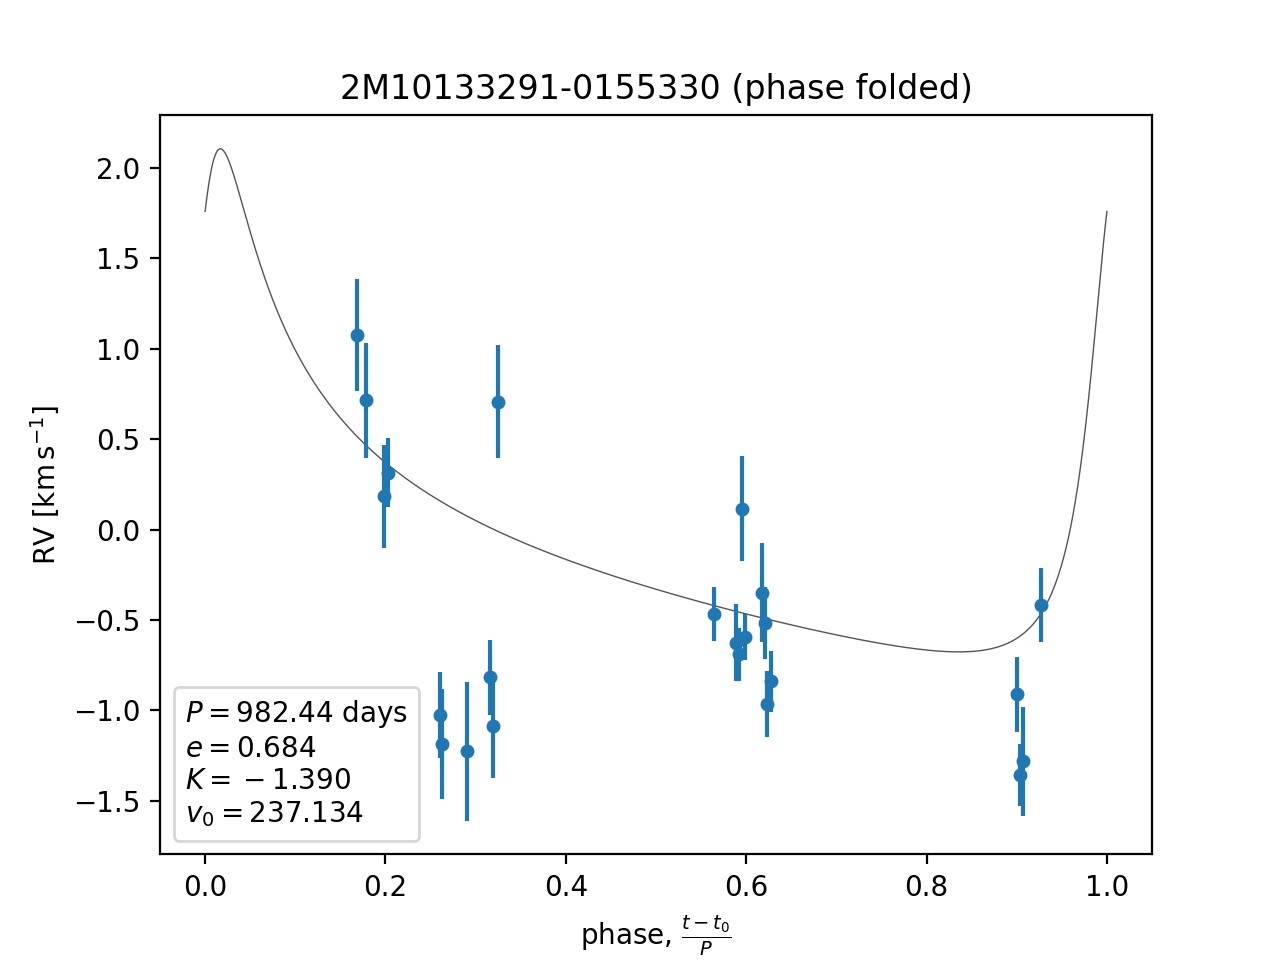 2M10133291-0155330 (phase folded)
RV [km s⁻¹]
2.0
1.5
1.0
0.5
0.0
−0.5
−1.0
−1.5
P = 982.44 days
e = 0.684
K = −1.390
v₀ = 237.134
0.0 0.2 0.4 0.6 0.8 1.0
phase, (t − t₀)/P